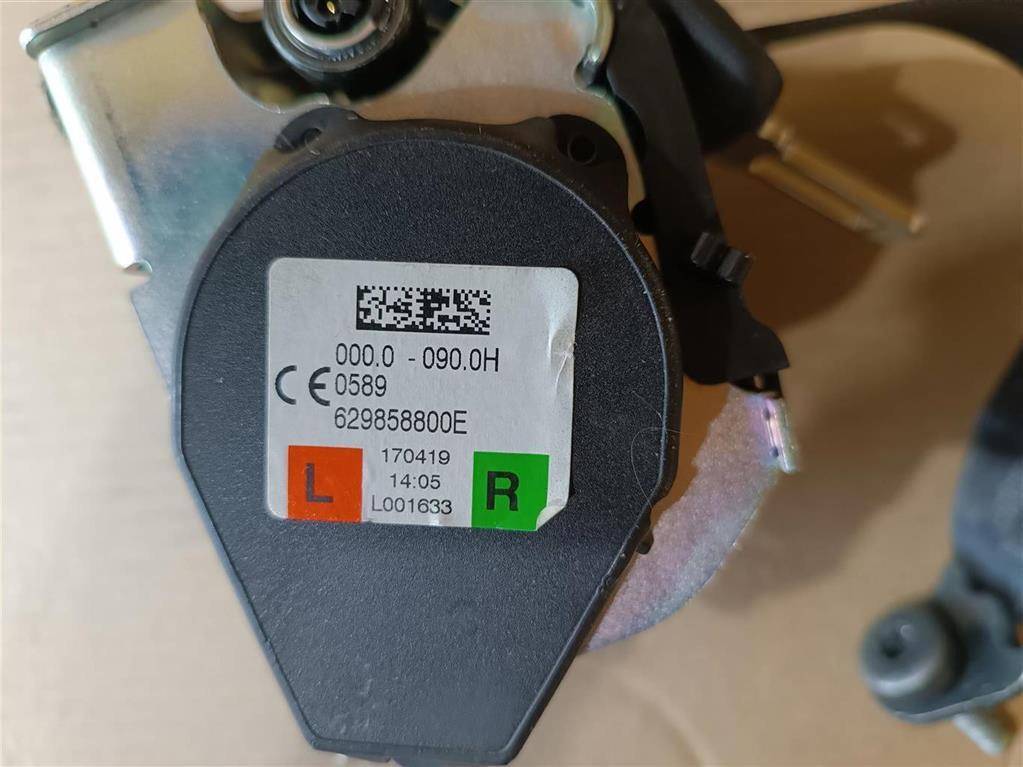 000.0 - 090.0H
CE 0589
629858800E
170419
14:05
L001633
L
R